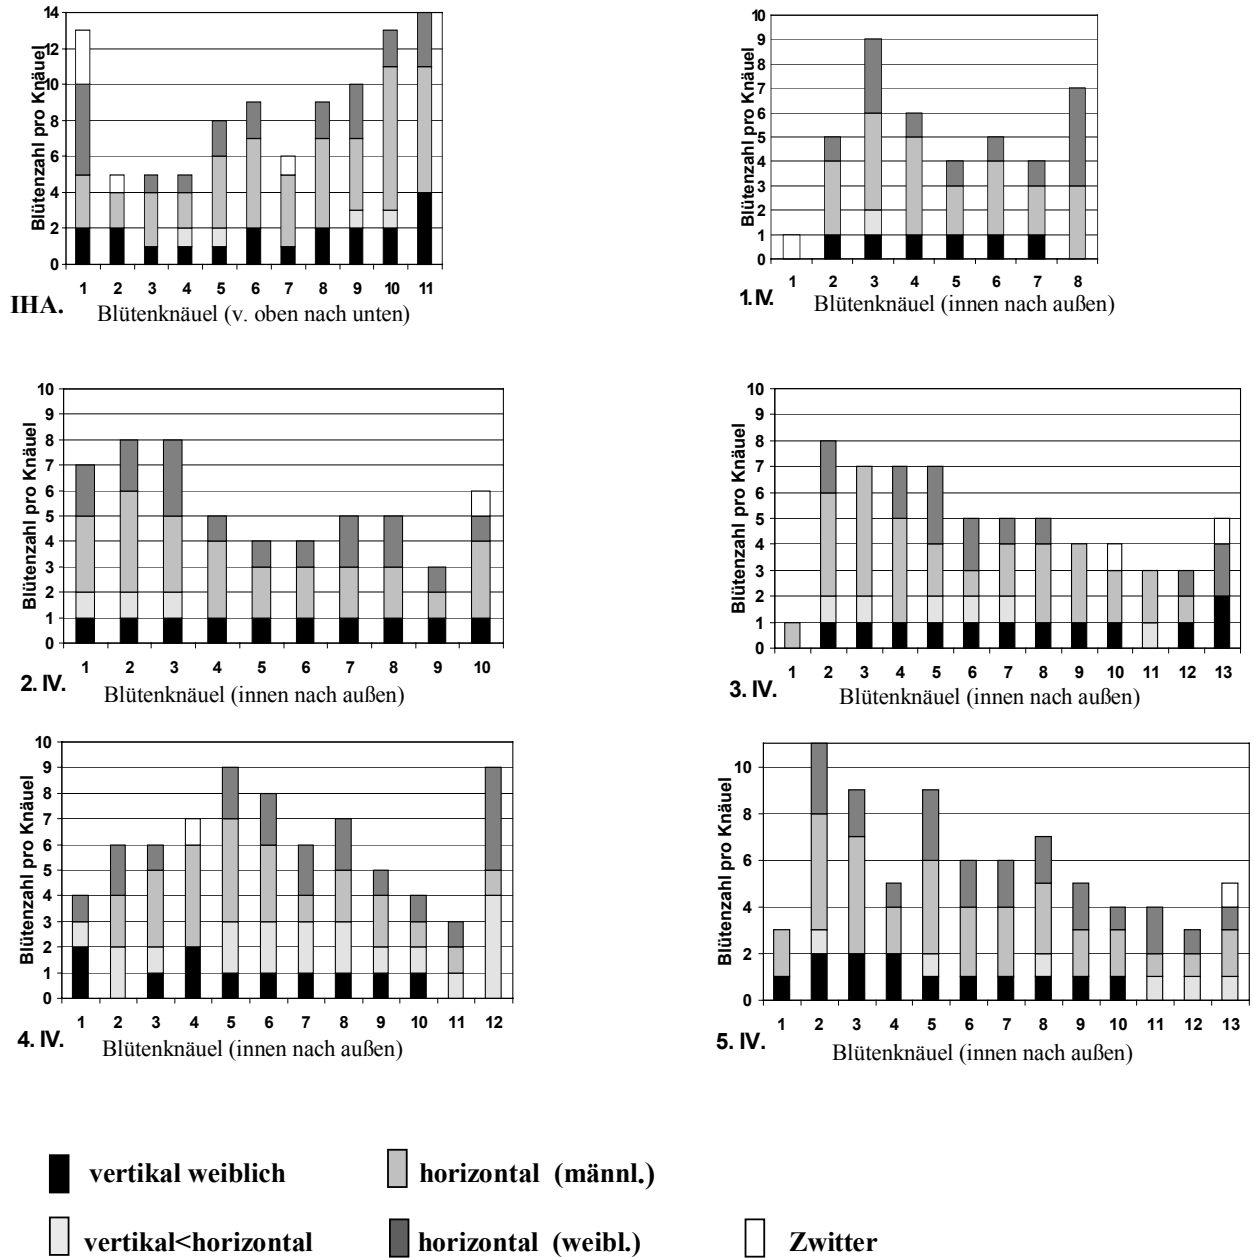 Blütenzahl pro Knäuel
14
12
10
8
6
4
2
0
1 2 3 4 5 6 7 8 9 10 11
IHA.
Blütenknäuel (v. oben nach unten)
Blütenzahl pro Knäuel
10
9
8
7
6
5
4
3
2
1
0
1 2 3 4 5 6 7 8
1.IV.
Blütenknäuel (innen nach außen)
Blütenzahl pro Knäuel
10
9
8
7
6
5
4
3
2
1
0
1 2 3 4 5 6 7 8 9 10
2. IV.
Blütenknäuel (innen nach außen)
Blütenzahl pro Knäuel
10
9
8
7
6
5
4
3
2
1
0
1 2 3 4 5 6 7 8 9 10 11 12 13
3. IV.
Blütenknäuel (innen nach außen)
Blütenzahl pro Knäuel
10
9
8
7
6
5
4
3
2
1
0
1 2 3 4 5 6 7 8 9 10 11 12
4. IV.
Blütenknäuel (innen nach außen)
Blütenzahl pro Knäuel
10
8
6
4
2
0
1 2 3 4 5 6 7 8 9 10 11 12 13
5. IV.
Blütenknäuel (innen nach außen)
vertikal weiblich
horizontal (männl.)
vertikal<horizontal
horizontal (weibl.)
Zwitter